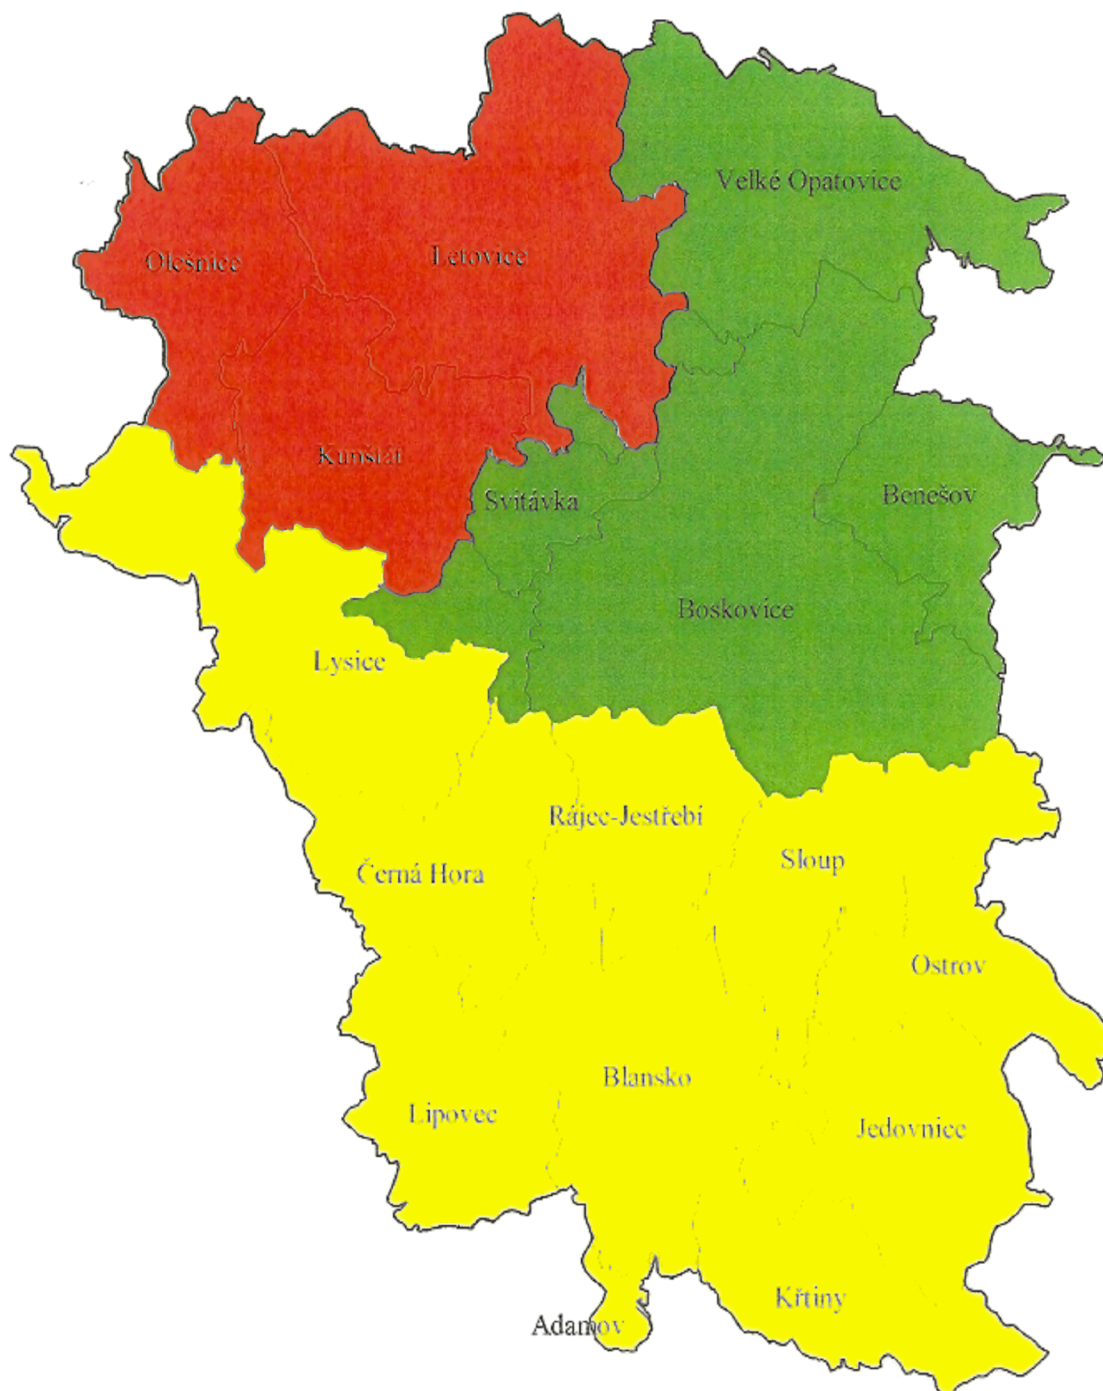 Velké Opatovice
Olešnice
Letovice
Kunštát
Svitávka
Benešov
Boskovice
Lysice
Rájec-Jestřebí
Sloup
Černá Hora
Ostrov
Blansko
Lipovec
Jedovnice
Křtiny
Adamov